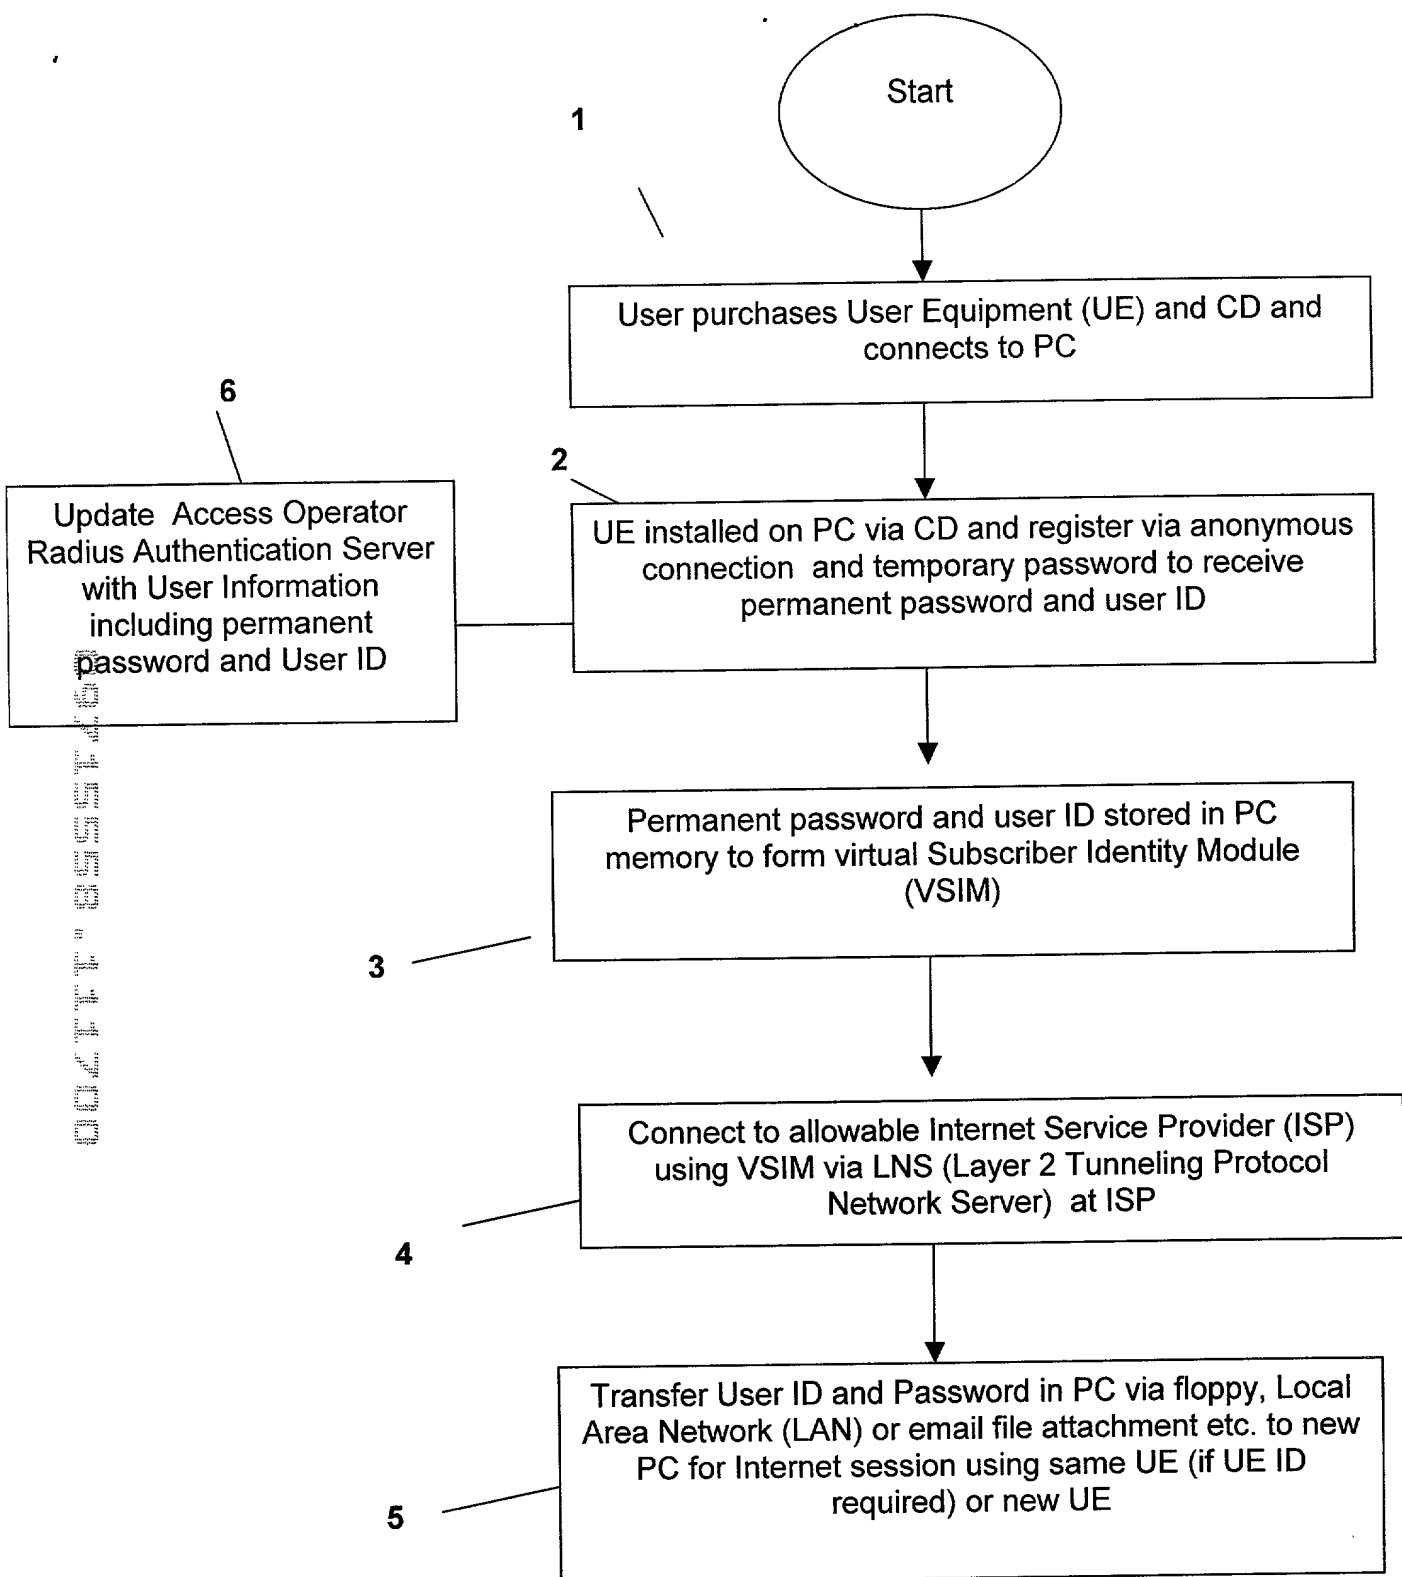 Start
1
User purchases User Equipment (UE) and CD and
connects to PC
6
2
Update Access Operator
Radius Authentication Server
with User Information
including permanent
password and User ID
UE installed on PC via CD and register via anonymous
connection and temporary password to receive
permanent password and user ID
Permanent password and user ID stored in PC
memory to form virtual Subscriber Identity Module
(VSIM)
3
Connect to allowable Internet Service Provider (ISP)
using VSIM via LNS (Layer 2 Tunneling Protocol
Network Server) at ISP
4
Transfer User ID and Password in PC via floppy, Local
Area Network (LAN) or email file attachment etc. to new
PC for Internet session using same UE (if UE ID
required) or new UE
5